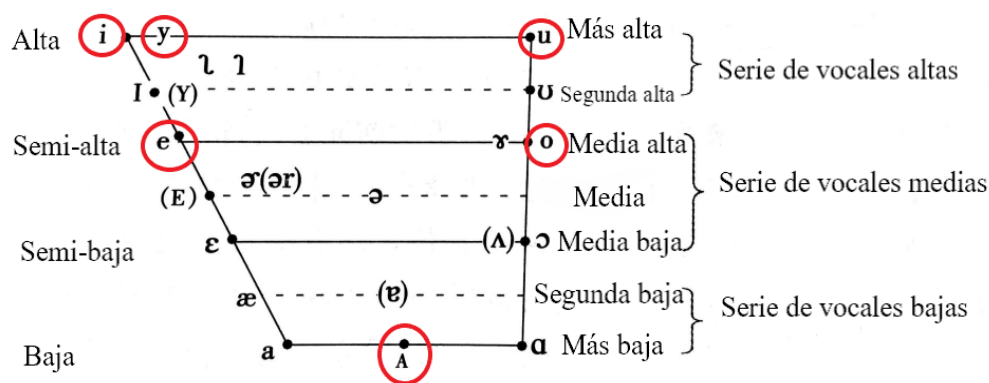 Alta i y u Más alta
ɿ ʅ Serie de vocales altas
I (Y) ʊ Segunda alta
Semi-alta e ɤ o Media alta
(E) ɚ(ər) ə Media Serie de vocales medias
Semi-baja ɛ (ʌ) ɔ Media baja
æ (ɐ) Segunda baja Serie de vocales bajas
Baja a A ɑ Más baja